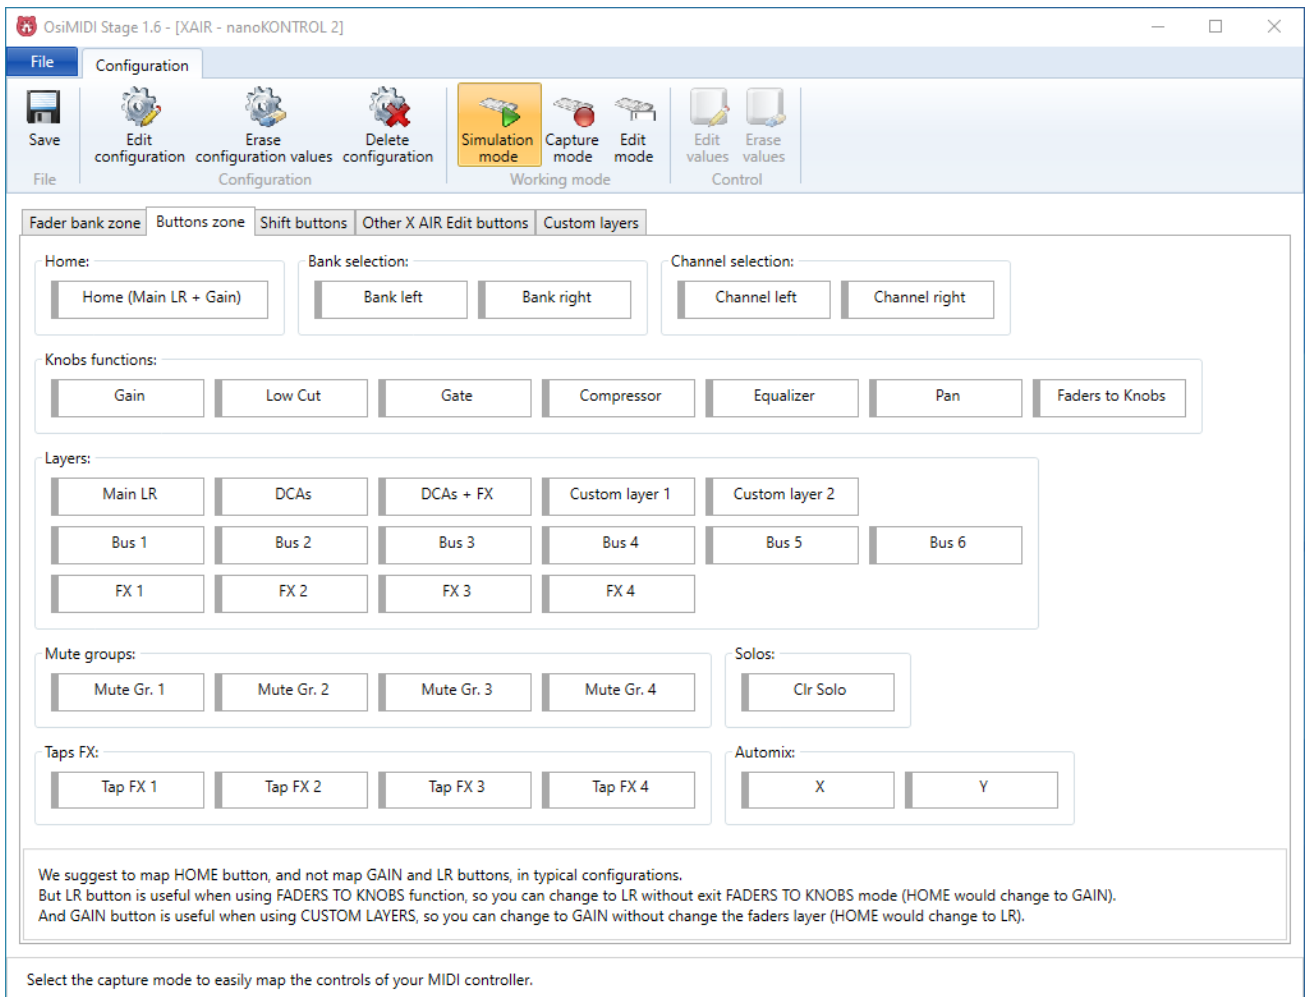 OsiMIDI Stage 1.6 - [XAIR - nanoKONTROL 2]
File
Configuration
Save
Edit configuration
Erase configuration values
Delete configuration
Simulation mode
Capture mode
Edit mode
Edit values
Erase values
File
Configuration
Working mode
Control
Fader bank zone
Buttons zone
Shift buttons
Other X AIR Edit buttons
Custom layers
Home:
Bank selection:
Channel selection:
Home (Main LR + Gain)
Bank left
Bank right
Channel left
Channel right
Knobs functions:
Gain
Low Cut
Gate
Compressor
Equalizer
Pan
Faders to Knobs
Layers:
Main LR
DCAs
DCAs + FX
Custom layer 1
Custom layer 2
Bus 1
Bus 2
Bus 3
Bus 4
Bus 5
Bus 6
FX 1
FX 2
FX 3
FX 4
Mute groups:
Solos:
Mute Gr. 1
Mute Gr. 2
Mute Gr. 3
Mute Gr. 4
Clr Solo
Taps FX:
Automix:
Tap FX 1
Tap FX 2
Tap FX 3
Tap FX 4
X
Y
We suggest to map HOME button, and not map GAIN and LR buttons, in typical configurations.
But LR button is useful when using FADERS TO KNOBS function, so you can change to LR without exit FADERS TO KNOBS mode (HOME would change to GAIN).
And GAIN button is useful when using CUSTOM LAYERS, so you can change to GAIN without change the faders layer (HOME would change to LR).
Select the capture mode to easily map the controls of your MIDI controller.